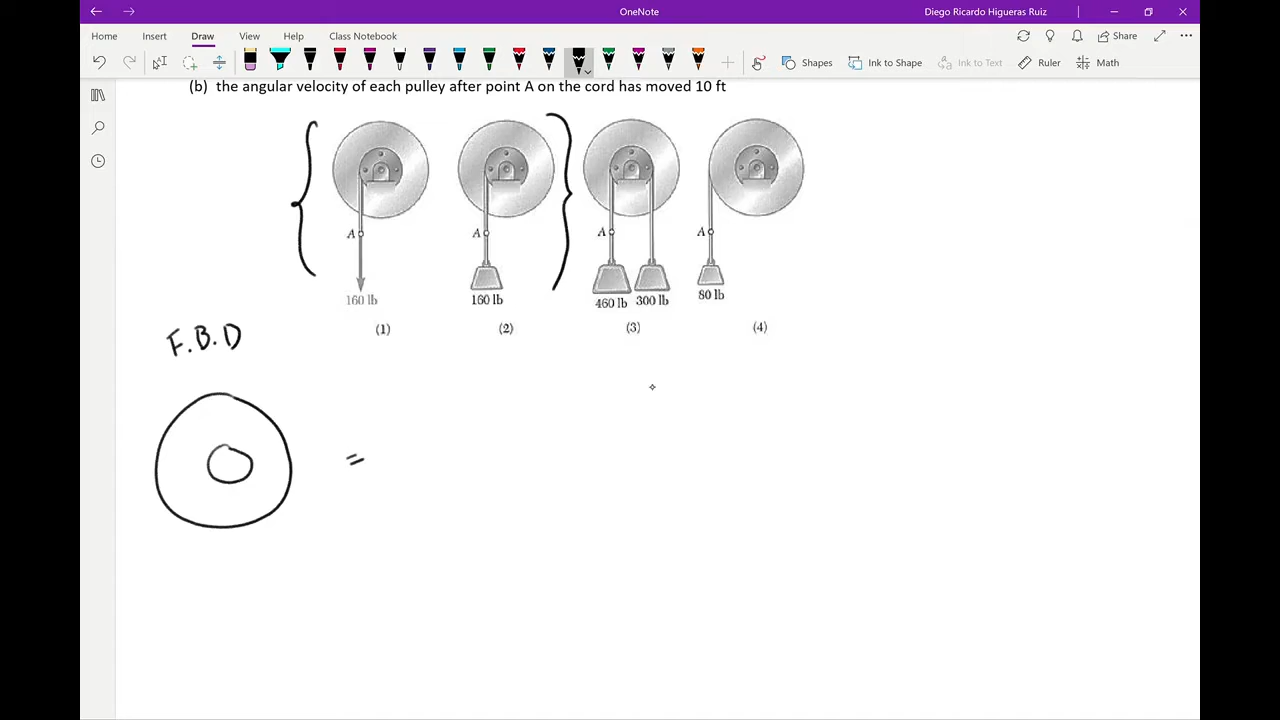 OneNote
Diego Ricardo Higueras Ruiz
Home Insert Draw View Help Class Notebook
Share
Shapes Ink to Shape Ink to Text Ruler Math
(b) the angular velocity of each pulley after point A on the cord has moved 10 ft
A A A A
160 lb 160 lb 460 lb 300 lb 80 lb
(1) (2) (3) (4)
F.B.D
=